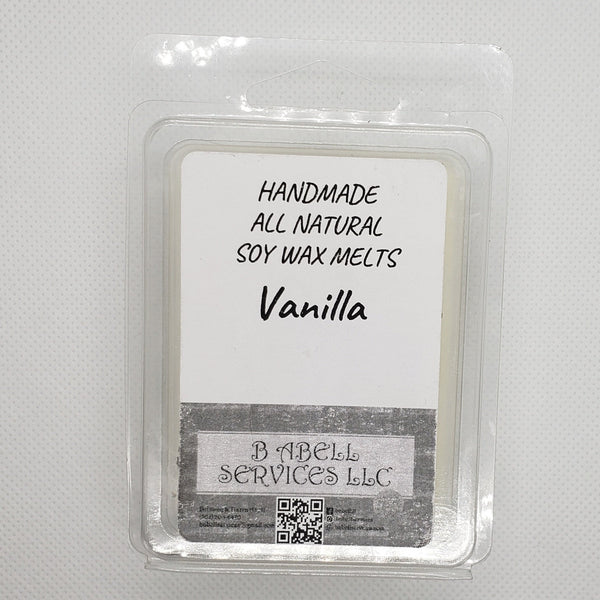 HANDMADE
ALL NATURAL
SOY WAX MELTS
Vanilla
B ABELL
SERVICES LLC